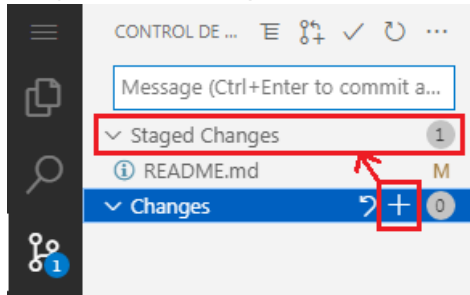 CONTROL DE ...
Message (Ctrl+Enter to commit a...
Staged Changes 1
README.md M
Changes 0
1